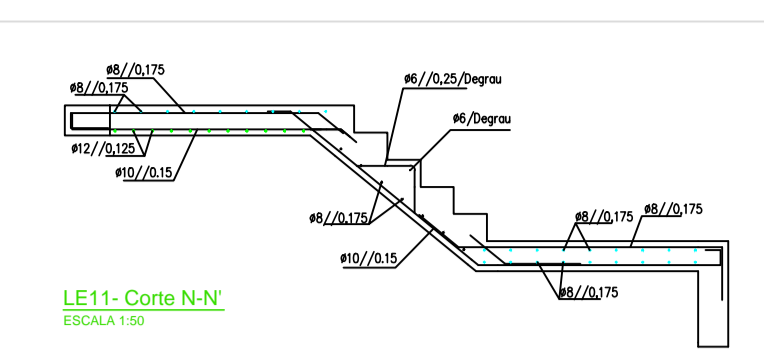 ø8//0,175
ø8//0,175
ø6//0,25/Degrau
ø6/Degrau
ø12//0,125
ø10//0.15
ø8//0,175
ø8//0,175
ø8//0,175
ø10//0.15
ø8//0,175
LE11- Corte N-N'
ESCALA 1:50